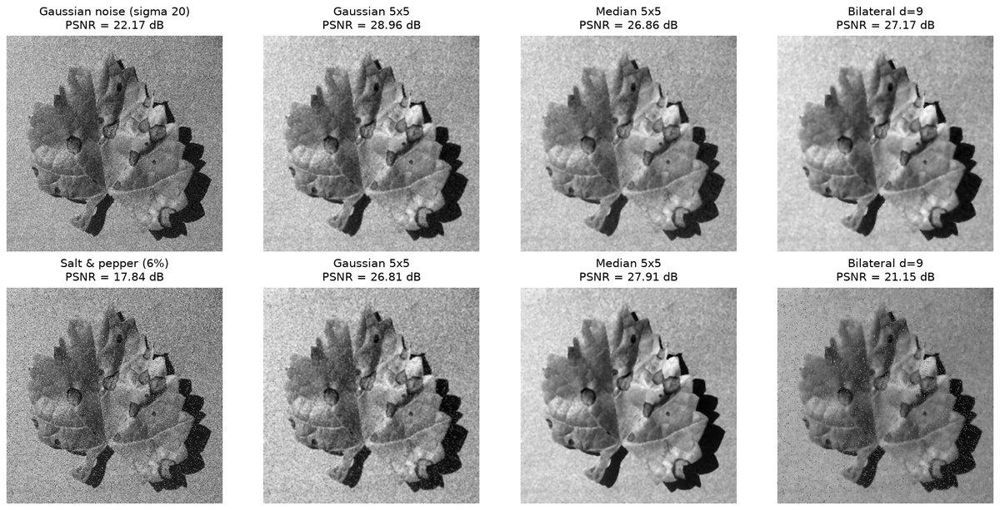 Gaussian noise (sigma 20)
PSNR = 22.17 dB
Gaussian 5x5
PSNR = 28.96 dB
Median 5x5
PSNR = 26.86 dB
Bilateral d=9
PSNR = 27.17 dB
Salt & pepper (6%)
PSNR = 17.84 dB
Gaussian 5x5
PSNR = 26.81 dB
Median 5x5
PSNR = 27.91 dB
Bilateral d=9
PSNR = 21.15 dB